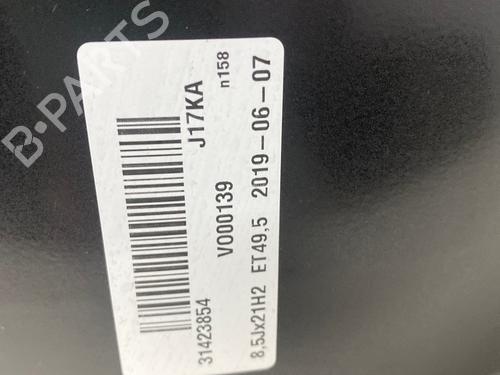 31423854
J17KA
V000139
n158
8,5Jx21H2 ET49,5 2019-06-07
B-PARTS